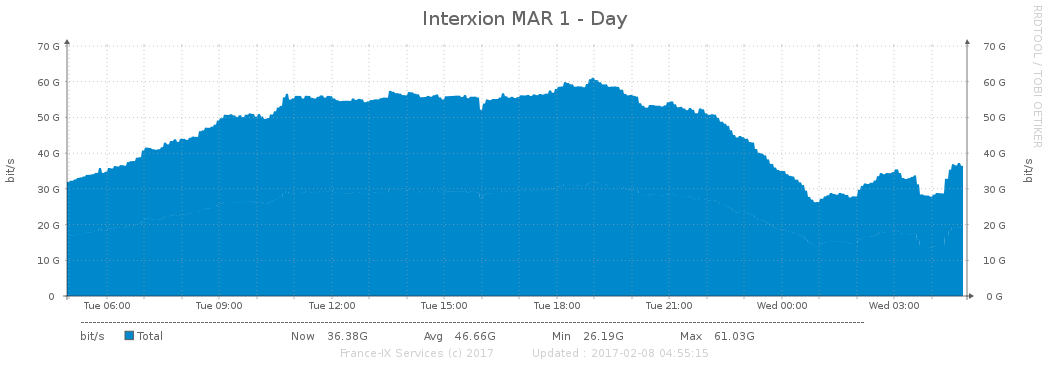 Interxion MAR 1 - Day
RRDTOOL / TOBI OETIKER
bit/s
bit/s
70 G 70 G
60 G 60 G
50 G 50 G
40 G 40 G
30 G 30 G
20 G 20 G
10 G 10 G
0 0 G
Tue 06:00 Tue 09:00 Tue 12:00 Tue 15:00 Tue 18:00 Tue 21:00 Wed 00:00 Wed 03:00
bit/s Total Now 36.38G Avg 46.66G Min 26.19G Max 61.03G
France-IX Services (c) 2017 Updated : 2017-02-08 04:55:15